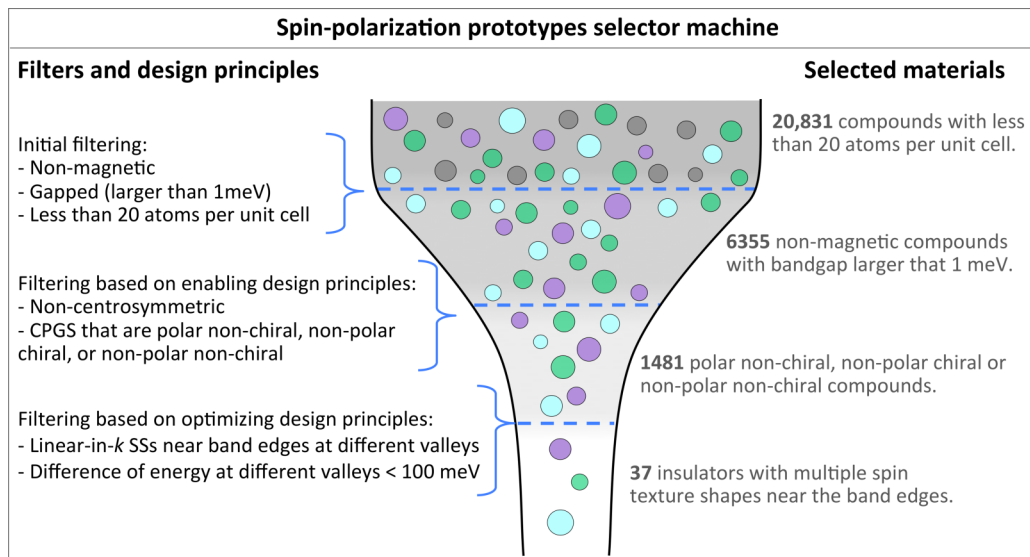 Spin-polarization prototypes selector machine
Filters and design principles
Selected materials
Initial filtering:
- Non-magnetic
- Gapped (larger than 1meV)
- Less than 20 atoms per unit cell
20,831 compounds with less
than 20 atoms per unit cell.
6355 non-magnetic compounds
with bandgap larger that 1 meV.
Filtering based on enabling design principles:
- Non-centrosymmetric
- CPGS that are polar non-chiral, non-polar
chiral, or non-polar non-chiral
1481 polar non-chiral, non-polar chiral or
non-polar non-chiral compounds.
Filtering based on optimizing design principles:
- Linear-in-k SSs near band edges at different valleys
- Difference of energy at different valleys < 100 meV
37 insulators with multiple spin
texture shapes near the band edges.